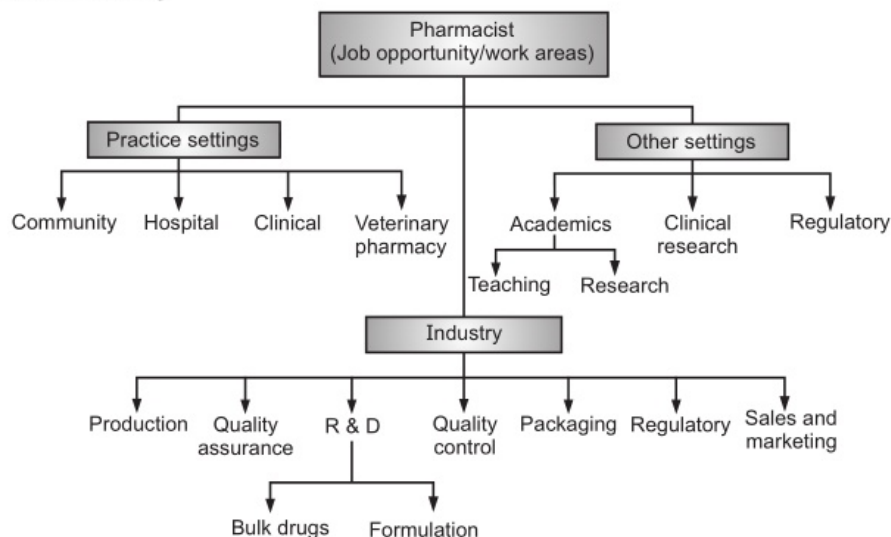 Pharmacist
(Job opportunity/work areas)
Practice settings
Other settings
Community
Hospital
Clinical
Veterinary
pharmacy
Academics
Clinical
research
Regulatory
Teaching
Research
Industry
Production
Quality
assurance
R & D
Quality
control
Packaging
Regulatory
Sales and
marketing
Bulk drugs
Formulation